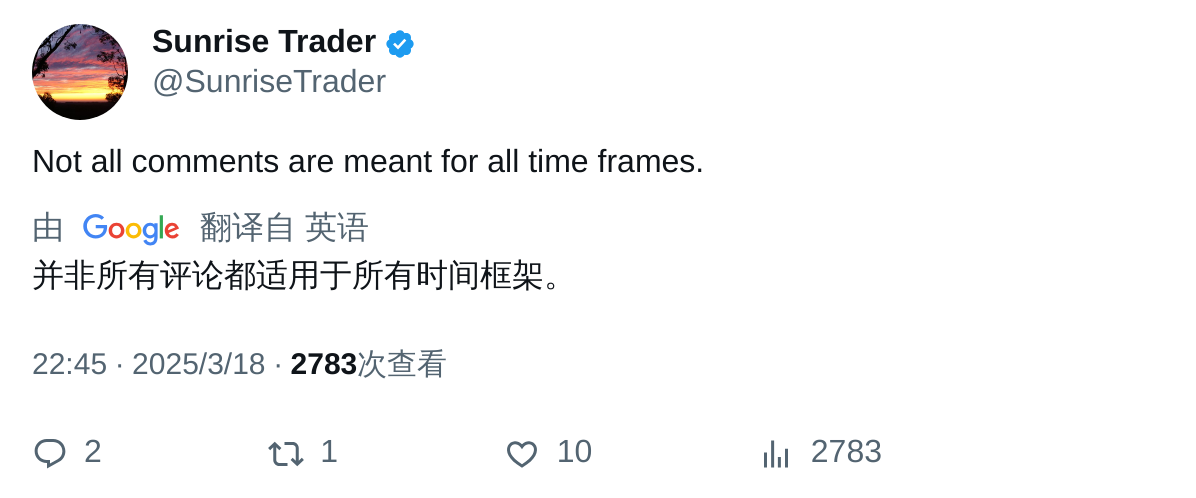 Sunrise Trader
@SunriseTrader
Not all comments are meant for all time frames.
由 Google 翻译自 英语
并非所有评论都适用于所有时间框架。
22:45 · 2025/3/18 · 2783次查看
2 1 10 2783